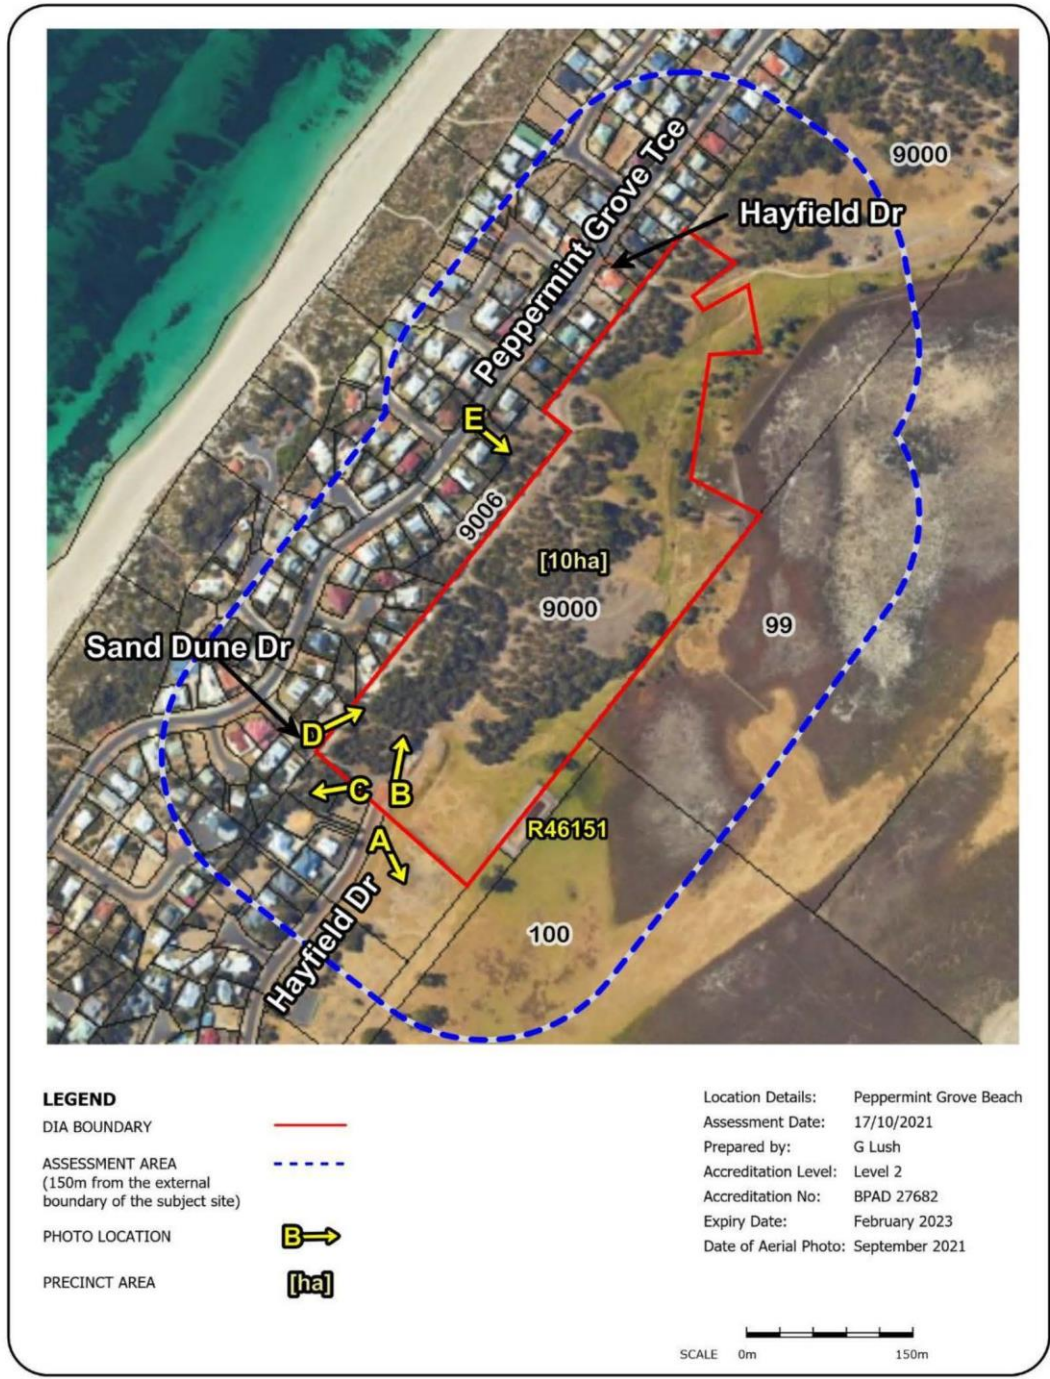 9000
Hayfield Dr
Peppermint Grove Tce
E
9006
[10ha]
9000
99
Sand Dune Dr
D
C
B
R46151
A
Hayfield Dr
100
LEGEND
DIA BOUNDARY
ASSESSMENT AREA
(150m from the external
boundary of the subject site)
PHOTO LOCATION
B
PRECINCT AREA
[ha]
Location Details: Peppermint Grove Beach
Assessment Date: 17/10/2021
Prepared by: G Lush
Accreditation Level: Level 2
Accreditation No: BPAD 27682
Expiry Date: February 2023
Date of Aerial Photo: September 2021
SCALE 0m 150m